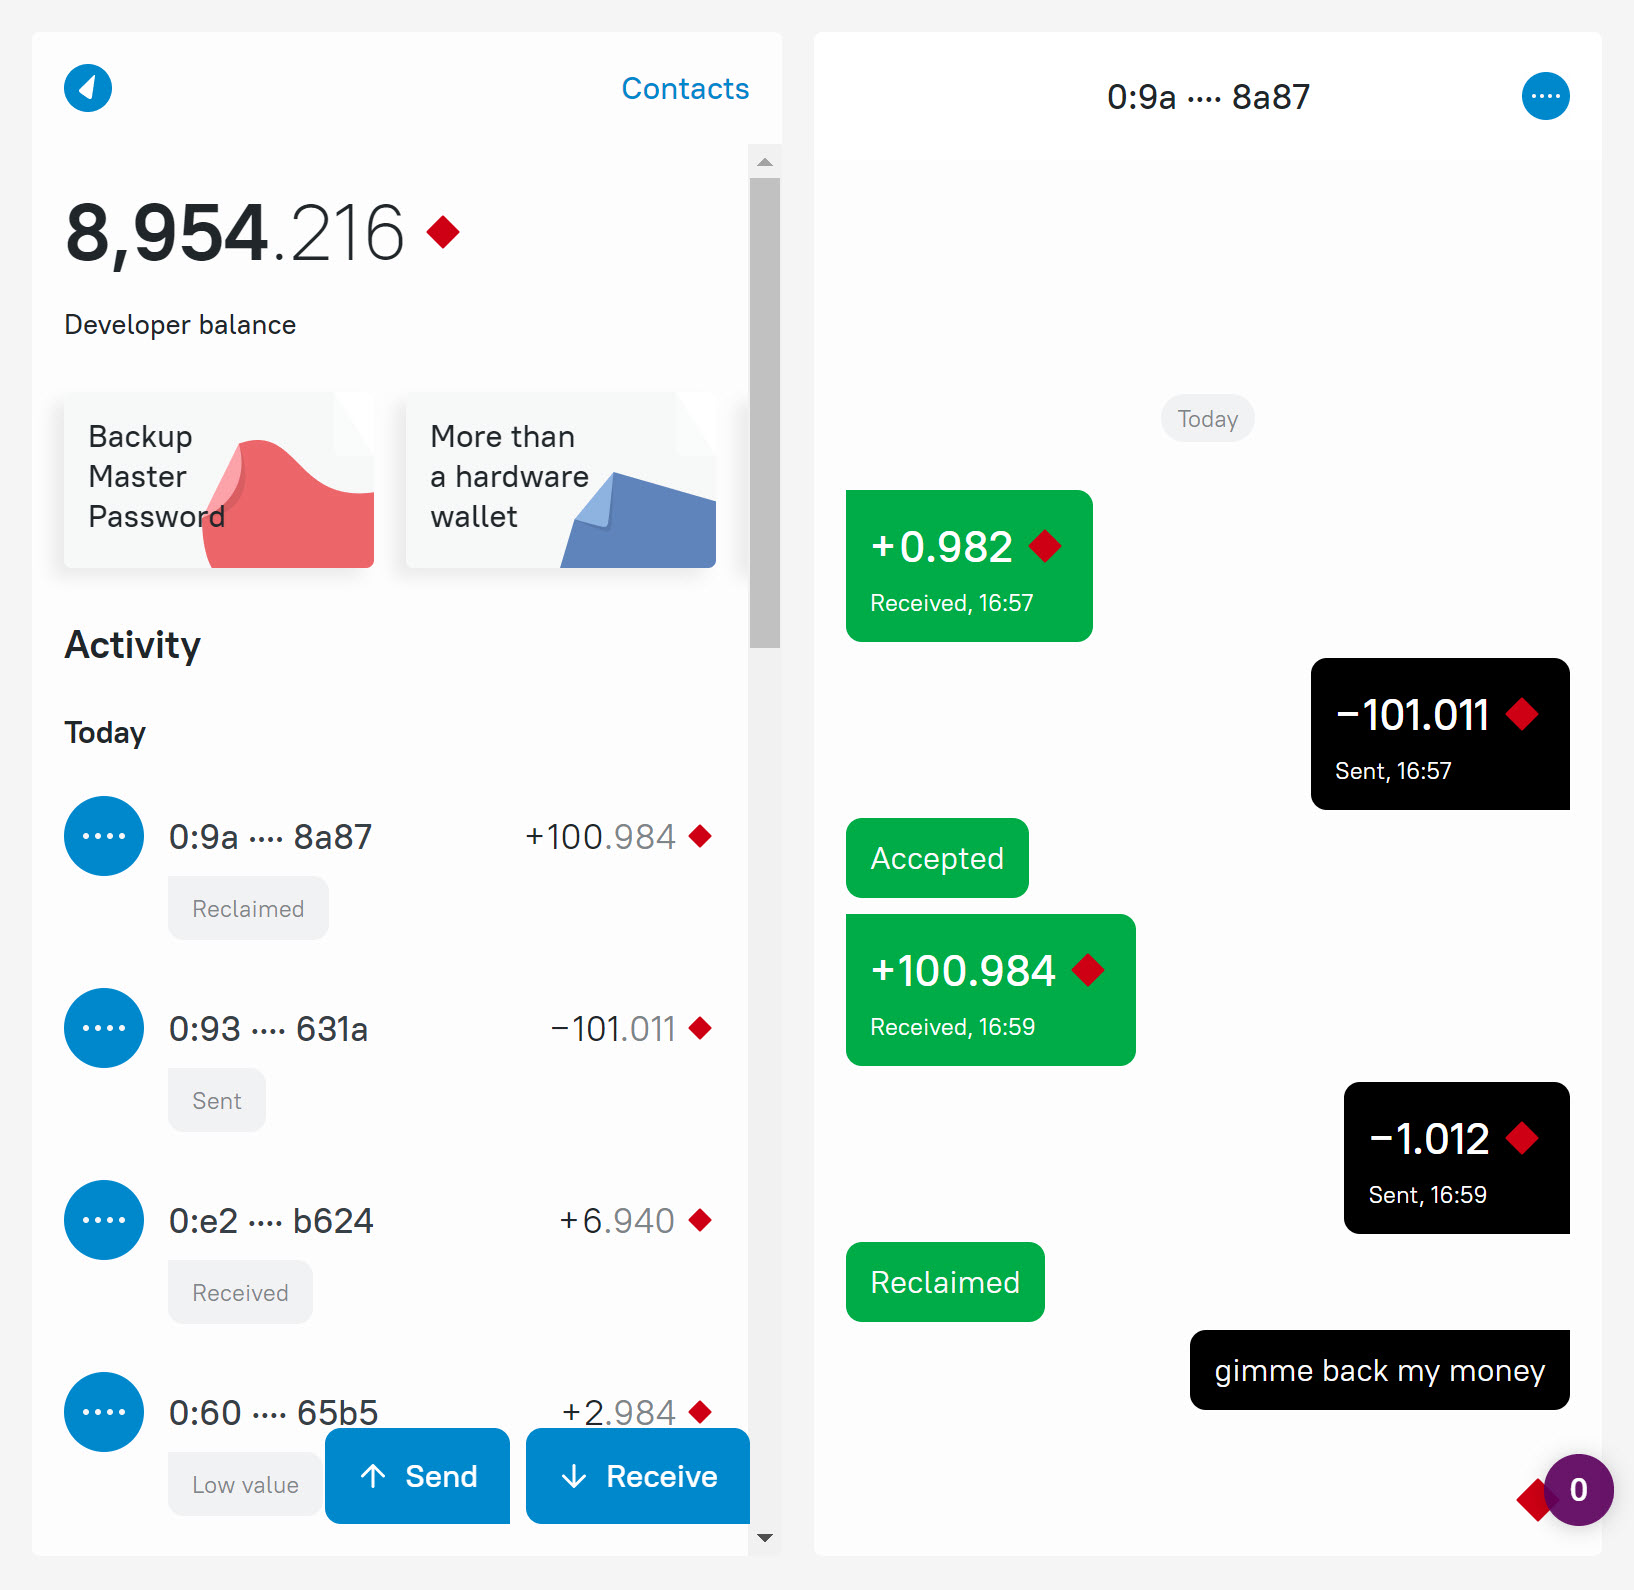 Contacts
8,954.216
Developer balance
Backup
Master
Password
More than
a hardware
wallet
Activity
Today
0:9a ···· 8a87 +100.984
Reclaimed
0:93 ···· 631a −101.011
Sent
0:e2 ···· b624 +6.940
Received
0:60 ···· 65b5 +2.984
Low value
Send
Receive
0:9a ···· 8a87
Today
+0.982
Received, 16:57
−101.011
Sent, 16:57
Accepted
+100.984
Received, 16:59
−1.012
Sent, 16:59
Reclaimed
gimme back my money
0